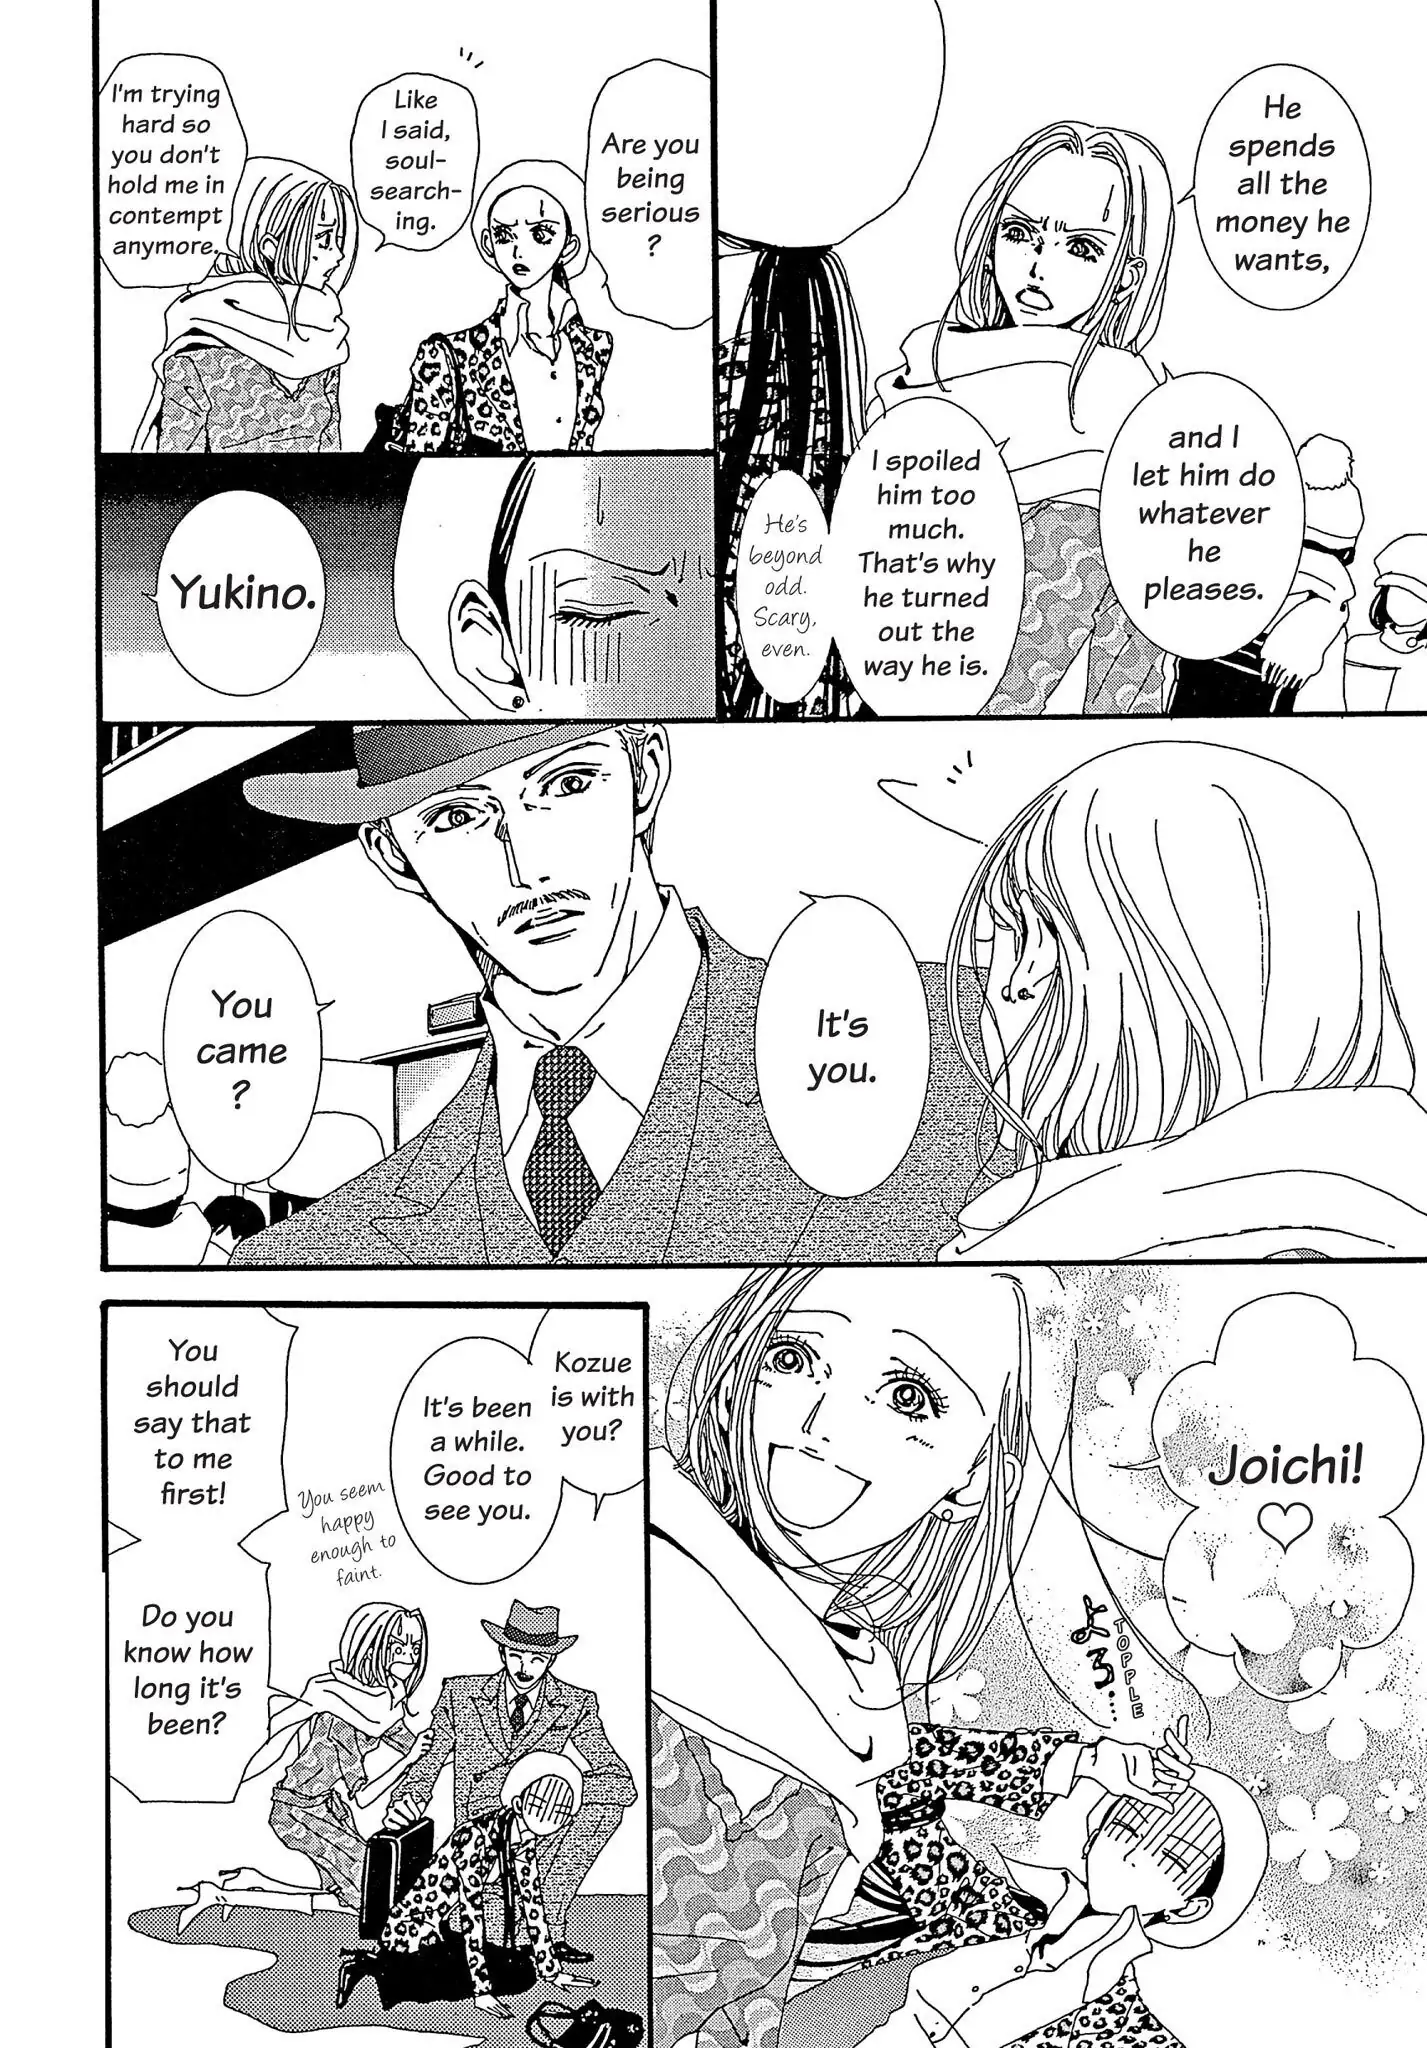 He
spends
all the
money he
wants,
and I
let him do
whatever
he
pleases.
I spoiled
him too
much.
That's why
he turned
out the
way he is.
He's
beyond
odd.
Scary,
even.
Are you
being
serious
?
Like
I said,
soul-
search-
ing.
I'm trying
hard so
you don't
hold me in
contempt
anymore.
Yukino.
It's
you.
You
came
?
Joichi!
♡
TOPPLE
Kozue
is with
you?
It's been
a while.
Good to
see you.
You seem
happy
enough to
faint.
You
should
say that
to me
first!
Do you
know how
long it's
been?